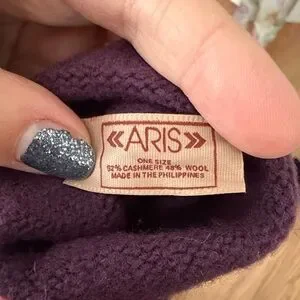 «ARIS»
ONE SIZE
52% CASHMERE 48% WOOL
MADE IN THE PHILIPPINES